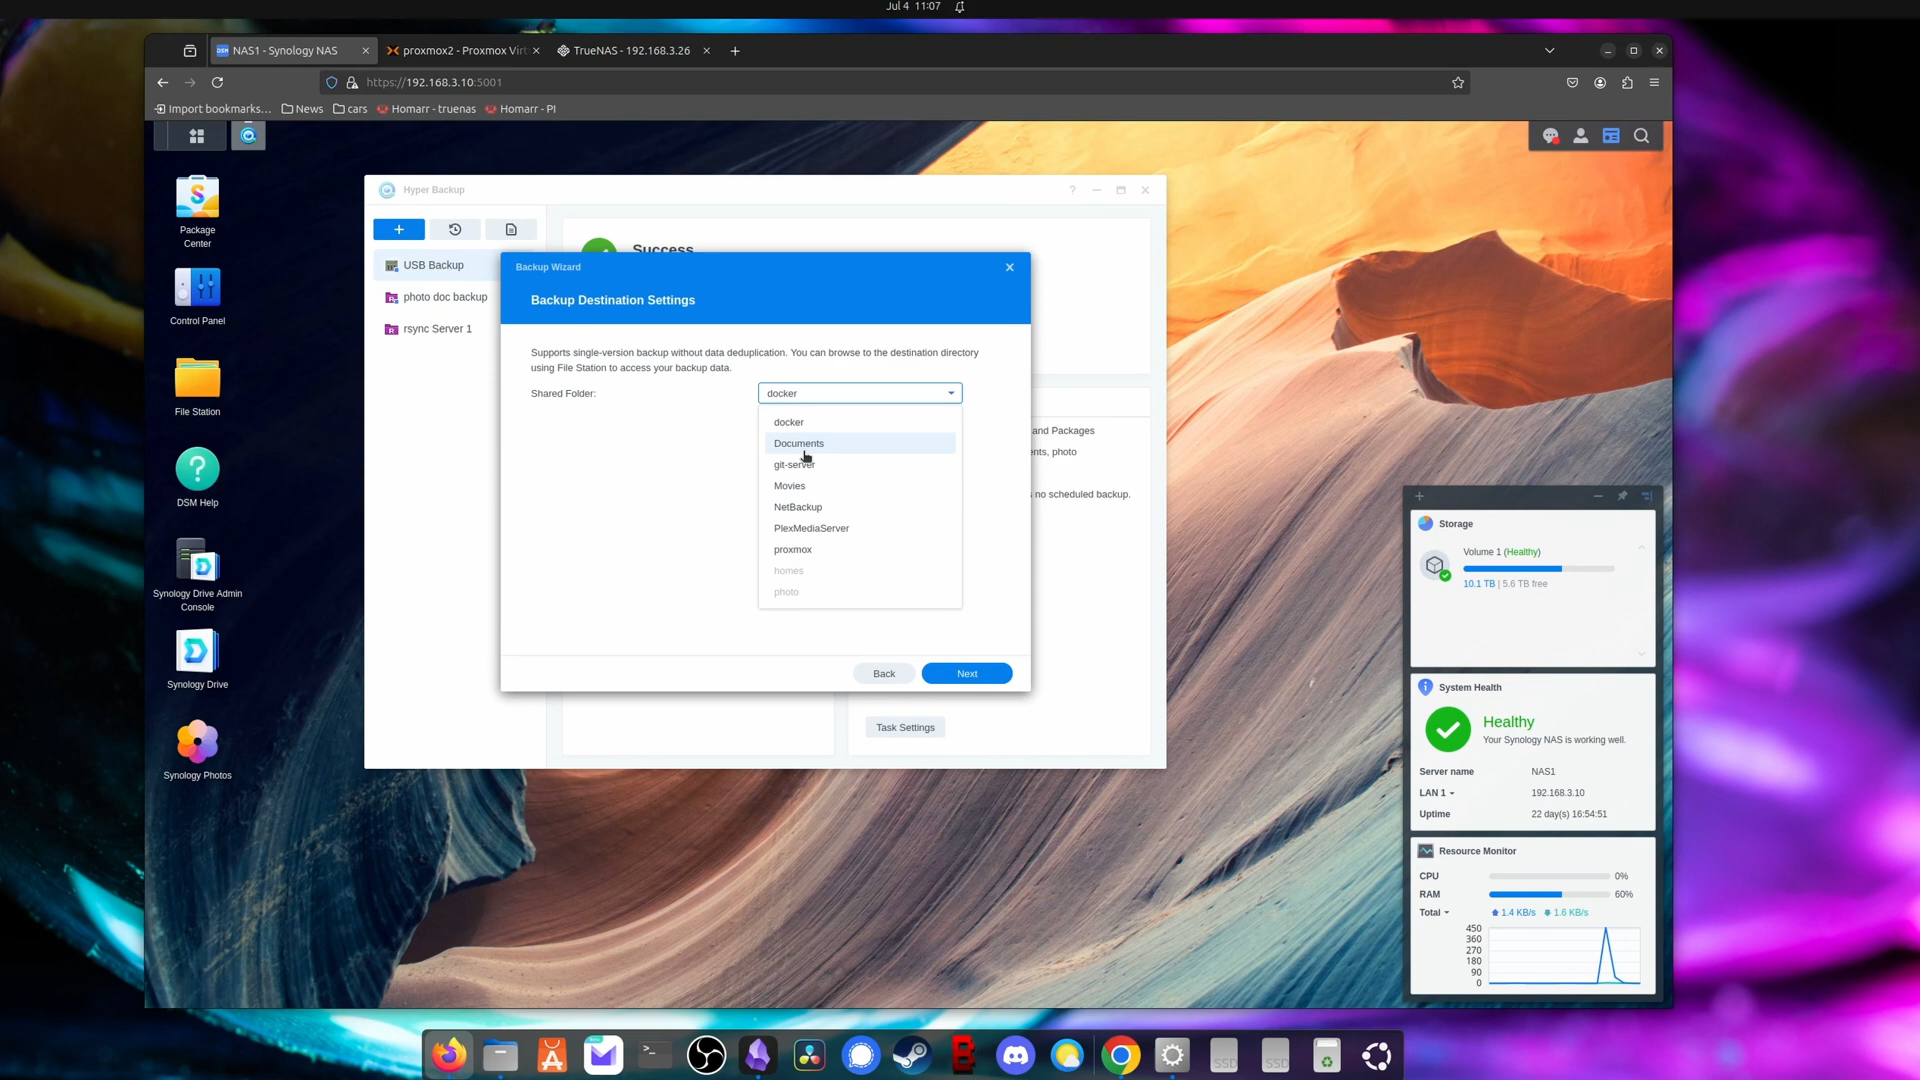 Jul 4 11:07
NAS1 - Synology NAS
proxmox2 - Proxmox Virt
TrueNAS - 192.168.3.26
https://192.168.3.10:5001
Import bookmarks...
News
cars
Homarr - truenas
Homarr - PI
Package
Center
Control Panel
File Station
DSM Help
Synology Drive Admin
Console
Synology Drive
Synology Photos
Hyper Backup
USB Backup
photo doc backup
rsync Server 1
Success
and Packages
ents, photo
s no scheduled backup.
Task Settings
Backup Wizard
Backup Destination Settings
Supports single-version backup without data deduplication. You can browse to the destination directory
using File Station to access your backup data.
Shared Folder:
docker
docker
Documents
git-server
Movies
NetBackup
PlexMediaServer
proxmox
homes
photo
Back
Next
Storage
Volume 1 (Healthy)
10.1 TB | 5.6 TB free
System Health
Healthy
Your Synology NAS is working well.
Server name NAS1
LAN 1 192.168.3.10
Uptime 22 day(s) 16:54:51
Resource Monitor
CPU 0%
RAM 60%
Total 1.4 KB/s 1.6 KB/s
450
360
270
180
90
0
SSD
SSD